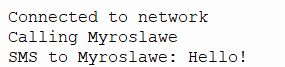 Connected to network
Calling Myroslawe
SMS to Myroslawe: Hello!